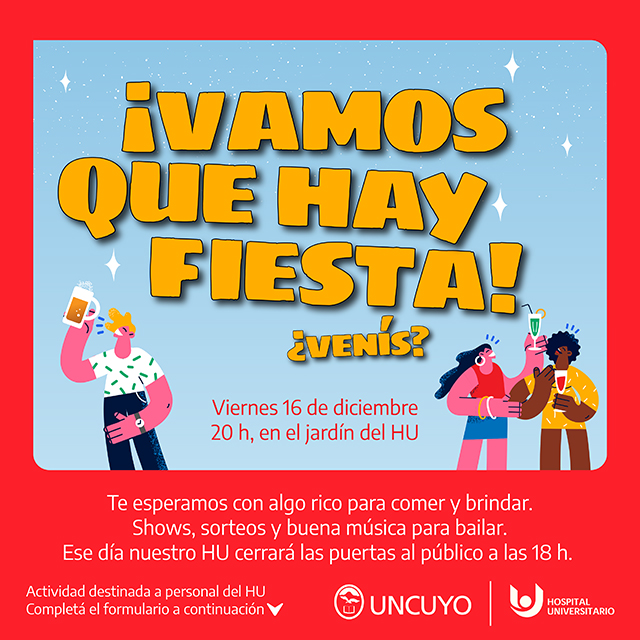 ¡VAMOS
QUE HAY
FIESTA!
¿VENÍS?
Viernes 16 de diciembre
20 h, en el jardín del HU
Te esperamos con algo rico para comer y brindar.
Shows, sorteos y buena música para bailar.
Ese día nuestro HU cerrará las puertas al público a las 18 h.
Actividad destinada a personal del HU
Completá el formulario a continuación
UNCUYO
HOSPITAL
UNIVERSITARIO